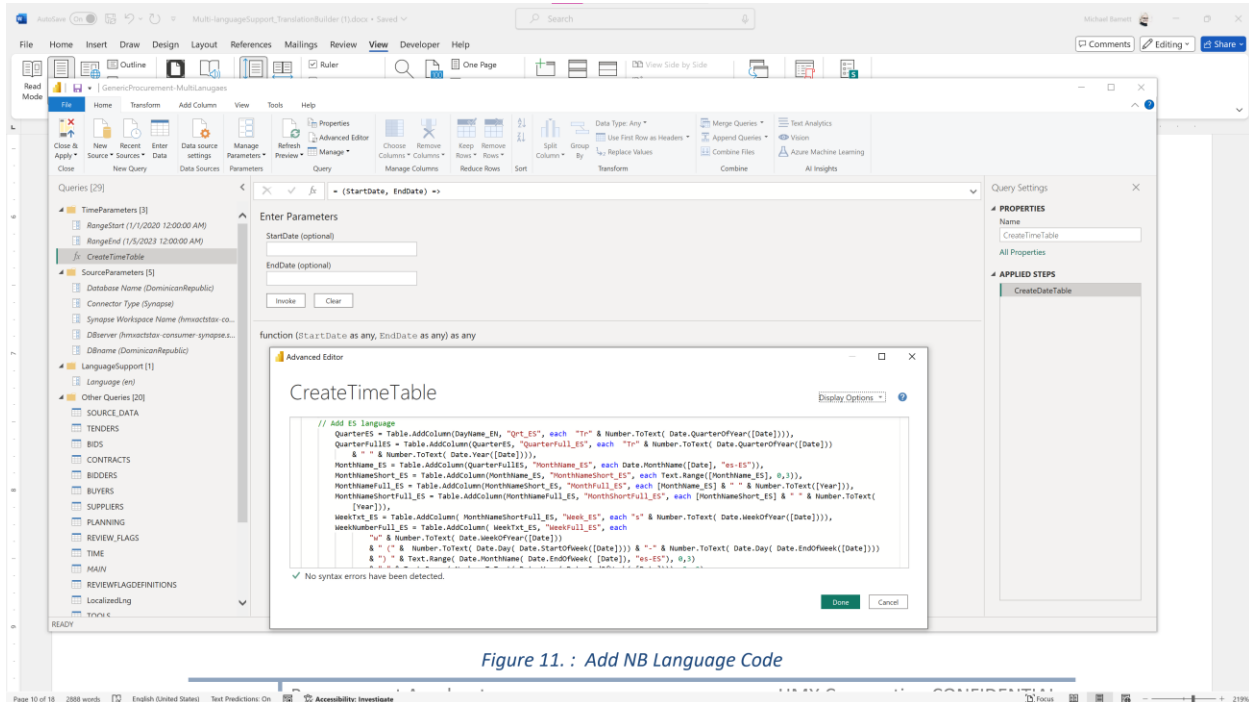 AutoSave On Multi-languageSupport_TranslationBuilder (1).docx • Saved Search Michael Barnett
File Home Insert Draw Design Layout References Mailings Review View Developer Help Comments Editing Share
Outline Ruler One Page View Side by Side
Read
Mode
GenericProcurement-MultiLanugaes
File Home Transform Add Column View Tools Help
Close &
Apply
New
Source
Recent
Sources
Enter
Data
Data source
settings
Manage
Parameters
Refresh
Preview
Properties
Advanced Editor
Manage
Choose
Columns
Remove
Columns
Keep
Rows
Remove
Rows
Split
Column
Group
By
Data Type: Any
Use First Row as Headers
Replace Values
Merge Queries
Append Queries
Combine Files
Text Analytics
Vision
Azure Machine Learning
Close New Query Data Sources Parameters Query Manage Columns Reduce Rows Sort Transform Combine AI Insights
Queries [29]
TimeParameters [3]
RangeStart (1/1/2020 12:00:00 AM)
RangeEnd (1/5/2023 12:00:00 AM)
fx CreateTimeTable
SourceParameters [5]
Database Name (DominicanRepublic)
Connector Type (Synapse)
Synapse Workspace Name (hmxactstax-co...
DBserver (hmxactstax-consumer-synapse.s...
DBname (DominicanRepublic)
LanguageSupport [1]
Language (en)
Other Queries [20]
SOURCE_DATA
TENDERS
BIDS
CONTRACTS
BIDDERS
BUYERS
SUPPLIERS
PLANNING
REVIEW_FLAGS
TIME
MAIN
REVIEWFLAGDEFINITIONS
LocalizedLng
TOOLS
READY
fx = (StartDate, EndDate) =>
Enter Parameters
StartDate (optional)
EndDate (optional)
Invoke Clear
function (StartDate as any, EndDate as any) as any
Query Settings
PROPERTIES
Name
CreateTimeTable
All Properties
APPLIED STEPS
CreateDateTable
Advanced Editor
CreateTimeTable
Display Options
// Add ES language
QuarterES = Table.AddColumn(DayName_EN, "Qrt_ES", each "Tr" & Number.ToText( Date.QuarterOfYear([Date]))),
QuarterFullES = Table.AddColumn(QuarterES, "QuarterFull_ES", each "Tr" & Number.ToText( Date.QuarterOfYear([Date]))
& " " & Number.ToText( Date.Year([Date]))),
MonthName_ES = Table.AddColumn(QuarterFullES, "MonthName_ES", each Date.MonthName([Date], "es-ES")),
MonthNameShort_ES = Table.AddColumn(MonthName_ES, "MonthNameShort_ES", each Text.Range([MonthName_ES], 0,3)),
MonthNameFull_ES = Table.AddColumn(MonthNameShort_ES, "MonthFull_ES", each [MonthName_ES] & " " & Number.ToText([Year])),
MonthNameShortFull_ES = Table.AddColumn(MonthNameFull_ES, "MonthShortFull_ES", each [MonthNameShort_ES] & " " & Number.ToText(
[Year])),
WeekTxt_ES = Table.AddColumn( MonthNameShortFull_ES, "Week_ES", each "s" & Number.ToText( Date.WeekOfYear([Date]))),
WeekNumberFull_ES = Table.AddColumn( WeekTxt_ES, "WeekFull_ES", each
"W" & Number.ToText( Date.WeekOfYear([Date]))
& " (" & Number.ToText( Date.Day( Date.StartOfWeek([Date]))) & "-" & Number.ToText( Date.Day( Date.EndOfWeek([Date])))
& ") " & Text.Range( Date.MonthName( Date.EndOfWeek( [Date]), "es-ES"), 0,3)
No syntax errors have been detected.
Done Cancel
Figure 11. : Add NB Language Code
Page 10 of 18 2888 words English (United States) Text Predictions: On Accessibility: Investigate Focus 219%